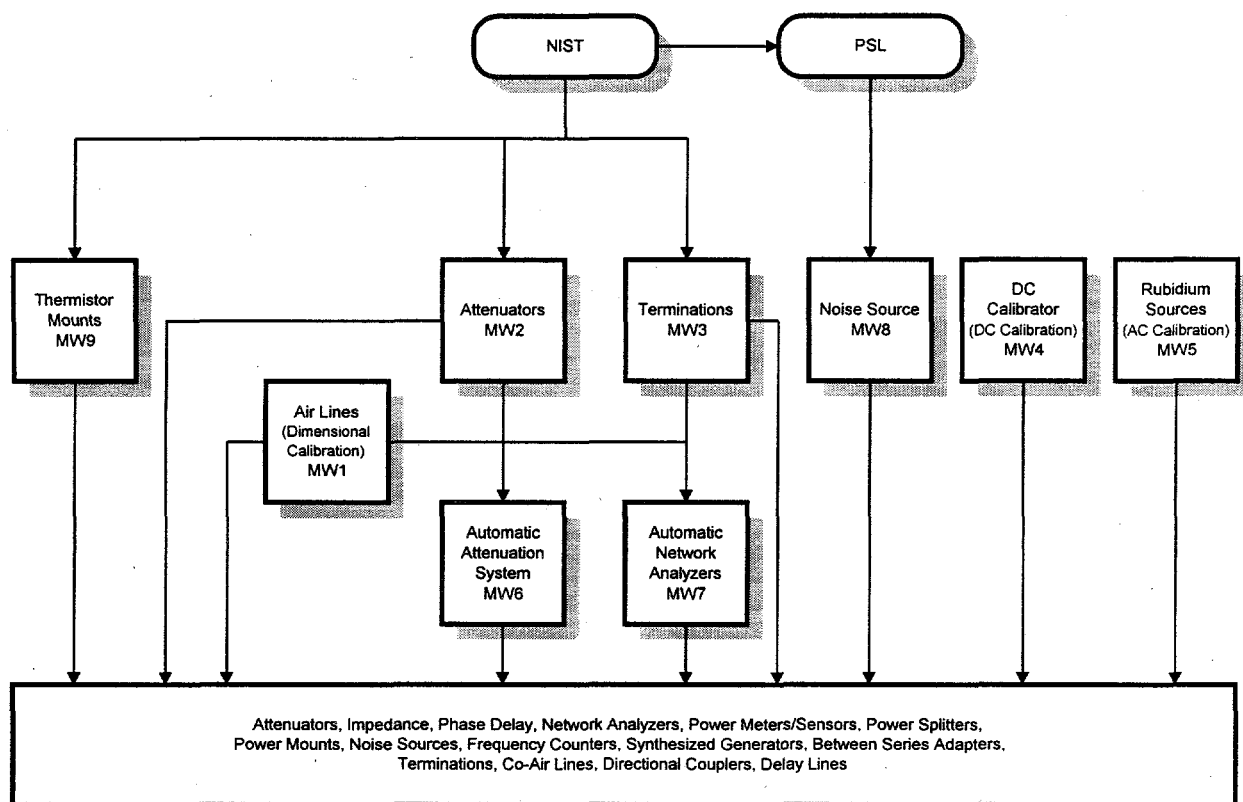 NIST
PSL
Thermistor
Mounts
MW9
Attenuators
MW2
Terminations
MW3
Noise Source
MW8
DC
Calibrator
(DC Calibration)
MW4
Rubidium
Sources
(AC Calibration)
MW5
Air Lines
(Dimensional
Calibration)
MW1
Automatic
Attenuation
System
MW6
Automatic
Network
Analyzers
MW7
Attenuators, Impedance, Phase Delay, Network Analyzers, Power Meters/Sensors, Power Splitters,
Power Mounts, Noise Sources, Frequency Counters, Synthesized Generators, Between Series Adapters,
Terminations, Co-Air Lines, Directional Couplers, Delay Lines